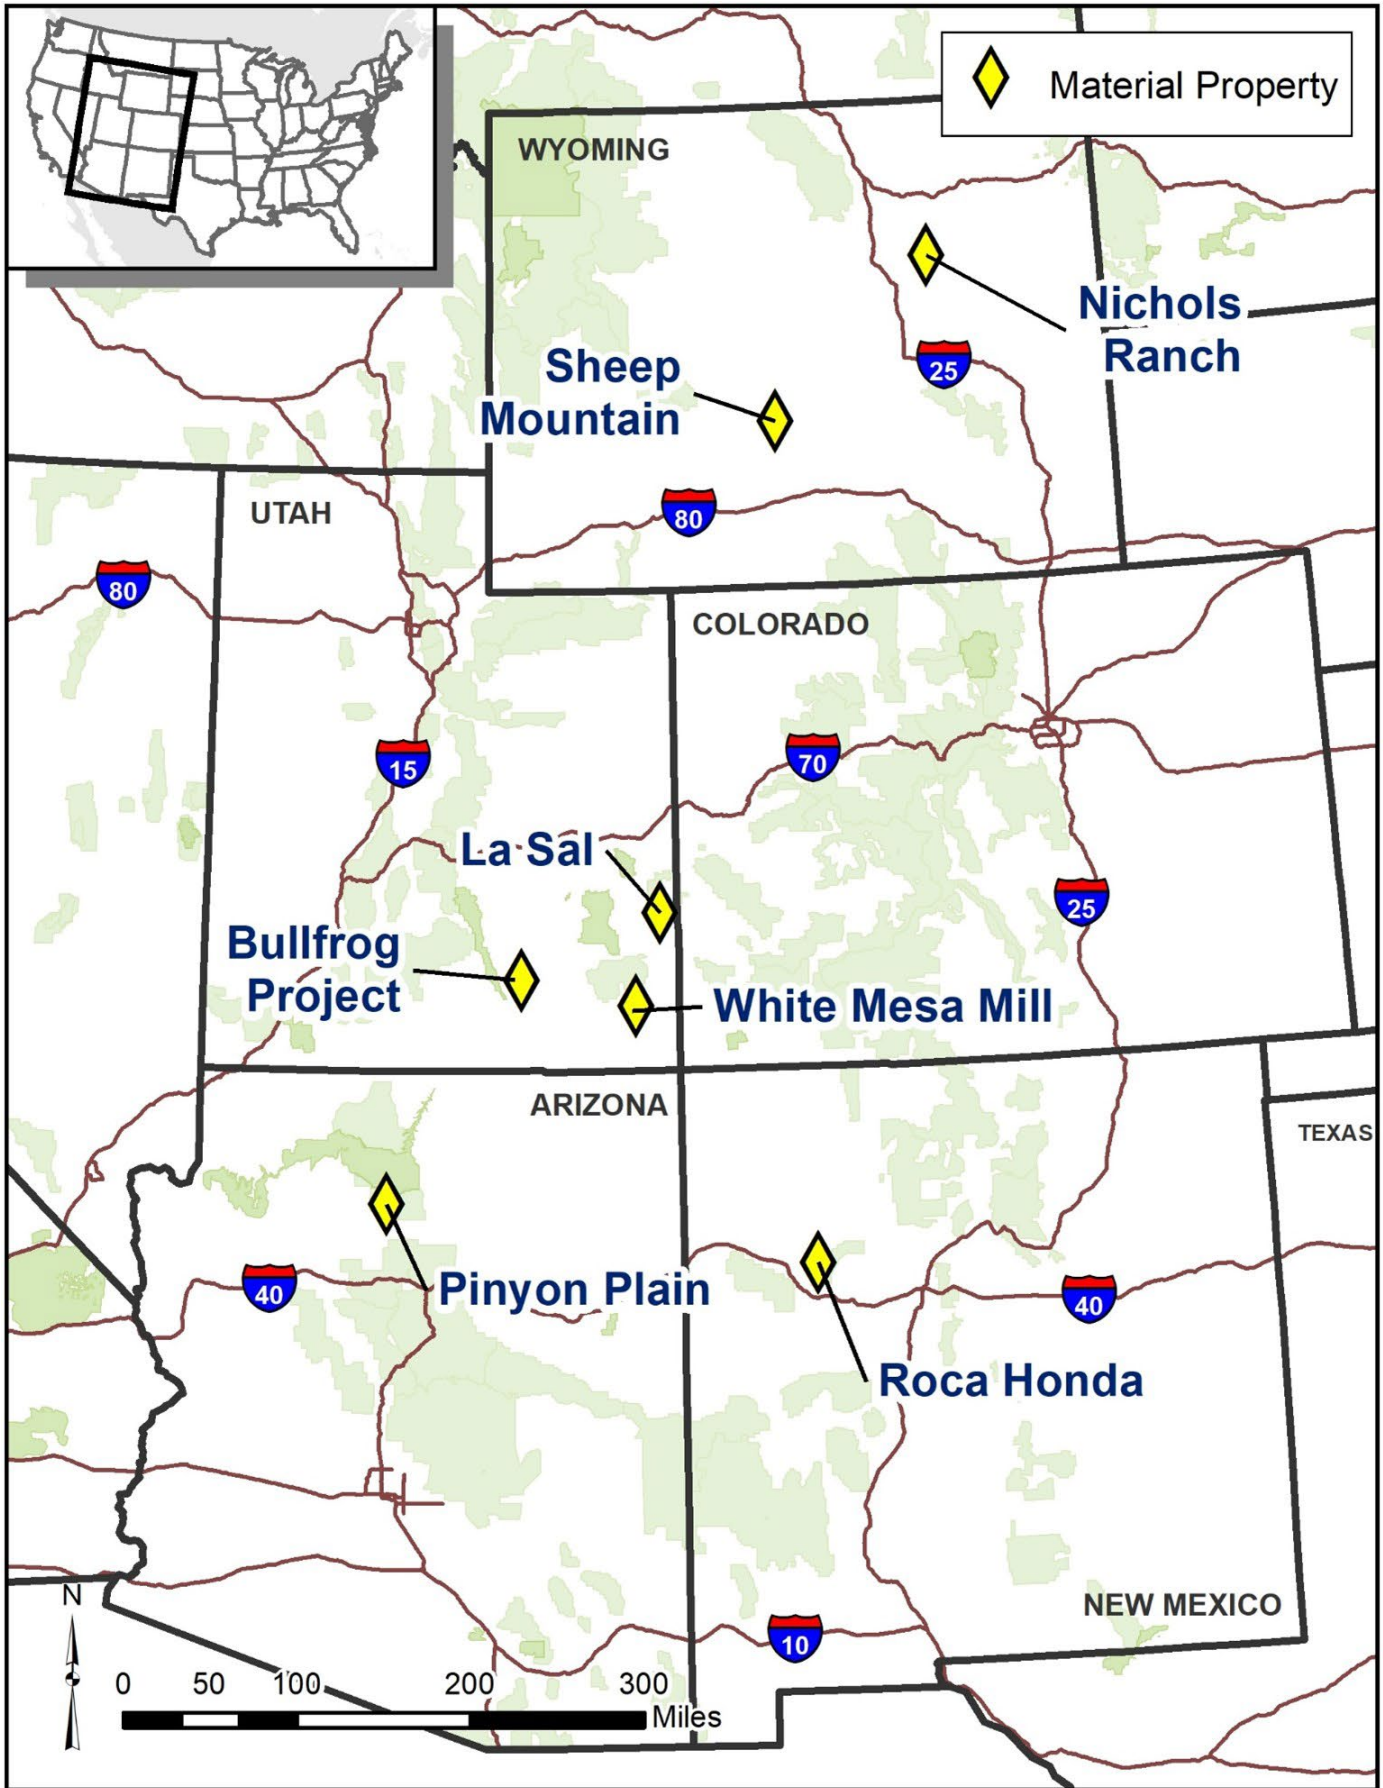 Material Property
WYOMING
Nichols
Ranch
Sheep
Mountain
25
80
UTAH
80
COLORADO
15
70
La Sal
25
Bullfrog
Project
White Mesa Mill
ARIZONA
TEXAS
40
Pinyon Plain
40
Roca Honda
NEW MEXICO
N
10
0 50 100 200 300
Miles